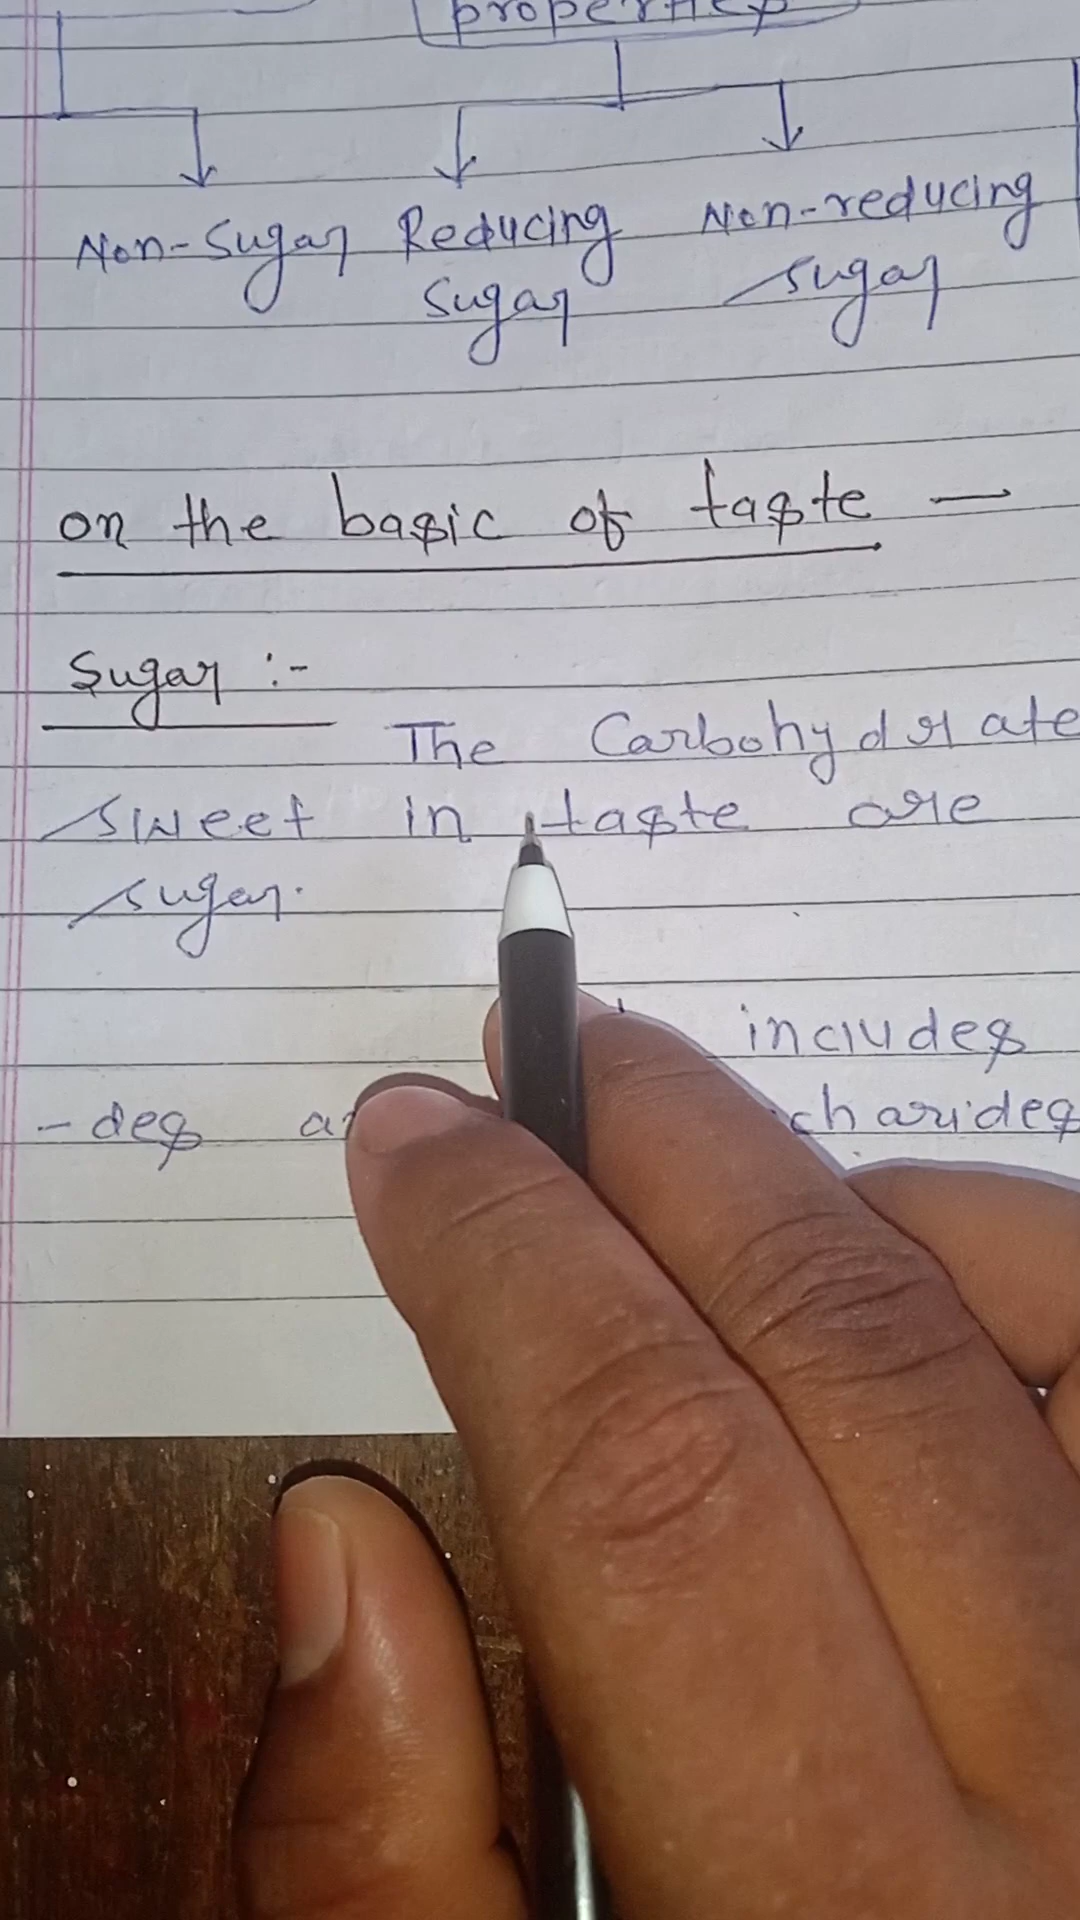 properties
Non-Sugar Reducing Non-reducing
Sugar sugar
on the basic of taste —
Sugar :-
The Carbohydrate
sweet in taste are
sugar.
includes
-des charides